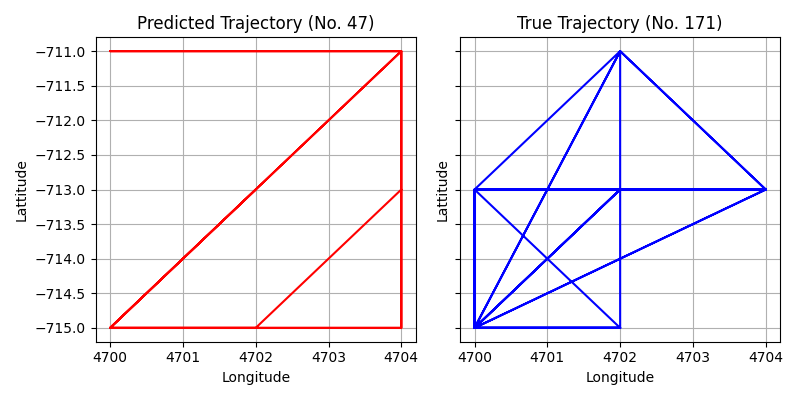 Predicted Trajectory (No. 47)
Lattitude
−711.0
−711.5
−712.0
−712.5
−713.0
−713.5
−714.0
−714.5
−715.0
4700 4701 4702 4703 4704
Longitude
True Trajectory (No. 171)
Lattitude
4700 4701 4702 4703 4704
Longitude